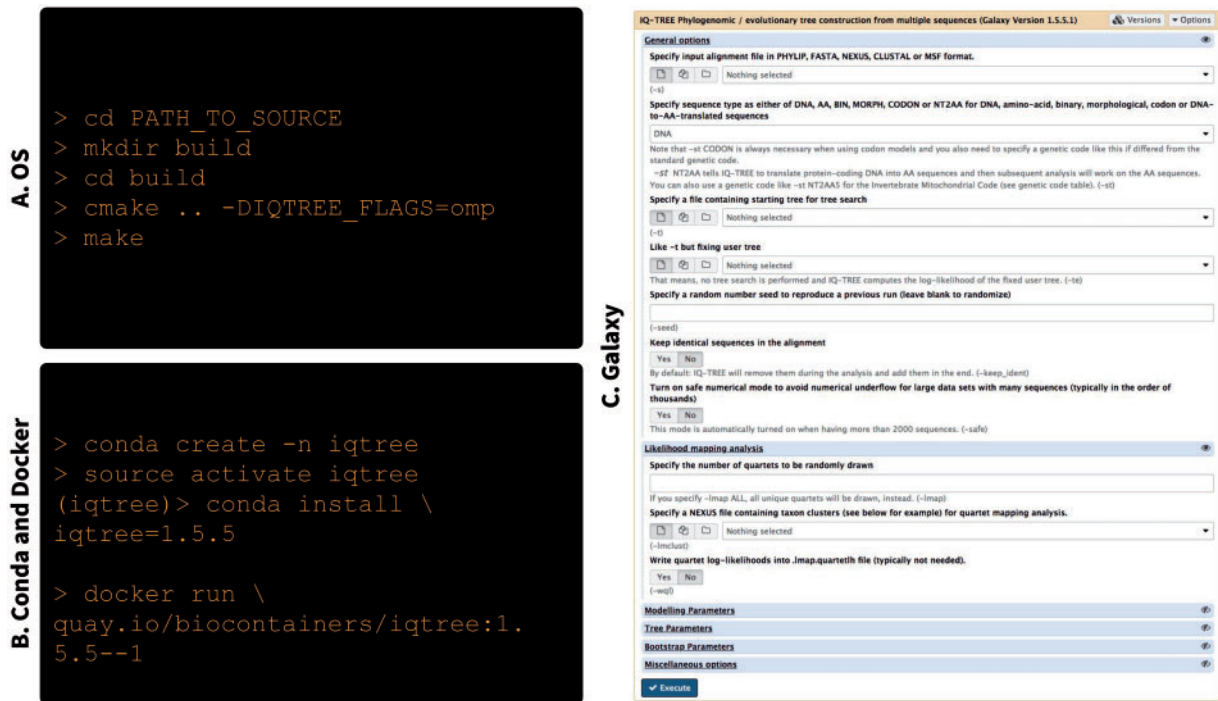 A. OS
> cd PATH_TO_SOURCE
> mkdir build
> cd build
> cmake .. -DIQTREE_FLAGS=omp
> make
B. Conda and Docker
> conda create -n iqtree
> source activate iqtree
(iqtree)> conda install \
iqtree=1.5.5
> docker run \
quay.io/biocontainers/iqtree:1.
5.5--1
C. Galaxy
IQ-TREE Phylogenomic / evolutionary tree construction from multiple sequences (Galaxy Version 1.5.5.1)
Versions
Options
General options
Specify input alignment file in PHYLIP, FASTA, NEXUS, CLUSTAL or MSF format.
Nothing selected
(-s)
Specify sequence type as either of DNA, AA, BIN, MORPH, CODON or NT2AA for DNA, amino-acid, binary, morphological, codon or DNA-
to-AA-translated sequences
DNA
Note that -st CODON is always necessary when using codon models and you also need to specify a genetic code like this if differed from the
standard genetic code.
-st NT2AA tells IQ-TREE to translate protein-coding DNA into AA sequences and then subsequent analysis will work on the AA sequences.
You can also use a genetic code like -st NT2AA5 for the Invertebrate Mitochondrial Code (see genetic code table). (-st)
Specify a file containing starting tree for tree search
Nothing selected
(-t)
Like -t but fixing user tree
Nothing selected
That means, no tree search is performed and IQ-TREE computes the log-likelihood of the fixed user tree. (-te)
Specify a random number seed to reproduce a previous run (leave blank to randomize)
(-seed)
Keep identical sequences in the alignment
Yes No
By default: IQ-TREE will remove them during the analysis and add them in the end. (-keep_ident)
Turn on safe numerical mode to avoid numerical underflow for large data sets with many sequences (typically in the order of
thousands)
Yes No
This mode is automatically turned on when having more than 2000 sequences. (-safe)
Likelihood mapping analysis
Specify the number of quartets to be randomly drawn
If you specify -lmap ALL, all unique quartets will be drawn, instead. (-lmap)
Specify a NEXUS file containing taxon clusters (see below for example) for quartet mapping analysis.
Nothing selected
(-lmclust)
Write quartet log-likelihoods into .lmap.quartetlh file (typically not needed).
Yes No
(-wql)
Modelling Parameters
Tree Parameters
Bootstrap Parameters
Miscellaneous options
Execute